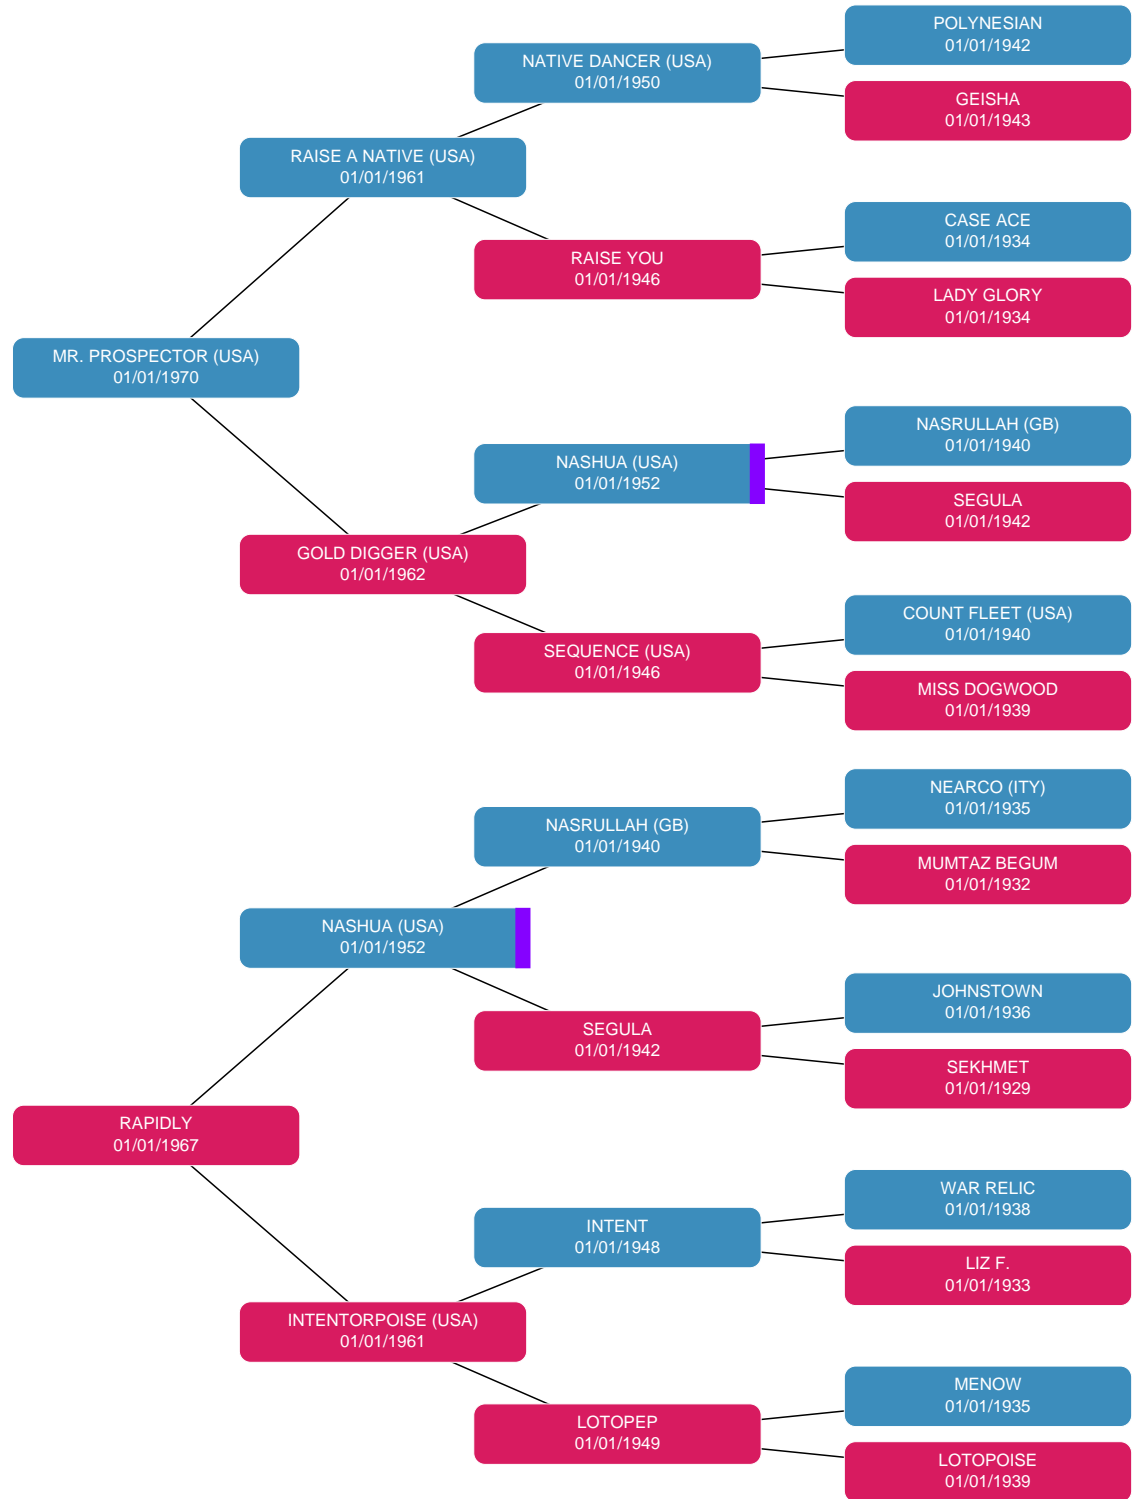 POLYNESIAN
01/01/1942
NATIVE DANCER (USA)
01/01/1950
GEISHA
01/01/1943
RAISE A NATIVE (USA)
01/01/1961
CASE ACE
01/01/1934
RAISE YOU
01/01/1946
LADY GLORY
01/01/1934
MR. PROSPECTOR (USA)
01/01/1970
NASRULLAH (GB)
01/01/1940
NASHUA (USA)
01/01/1952
SEGULA
01/01/1942
GOLD DIGGER (USA)
01/01/1962
COUNT FLEET (USA)
01/01/1940
SEQUENCE (USA)
01/01/1946
MISS DOGWOOD
01/01/1939
NEARCO (ITY)
01/01/1935
NASRULLAH (GB)
01/01/1940
MUMTAZ BEGUM
01/01/1932
NASHUA (USA)
01/01/1952
JOHNSTOWN
01/01/1936
SEGULA
01/01/1942
SEKHMET
01/01/1929
RAPIDLY
01/01/1967
WAR RELIC
01/01/1938
INTENT
01/01/1948
LIZ F.
01/01/1933
INTENTORPOISE (USA)
01/01/1961
MENOW
01/01/1935
LOTOPEP
01/01/1949
LOTOPOISE
01/01/1939